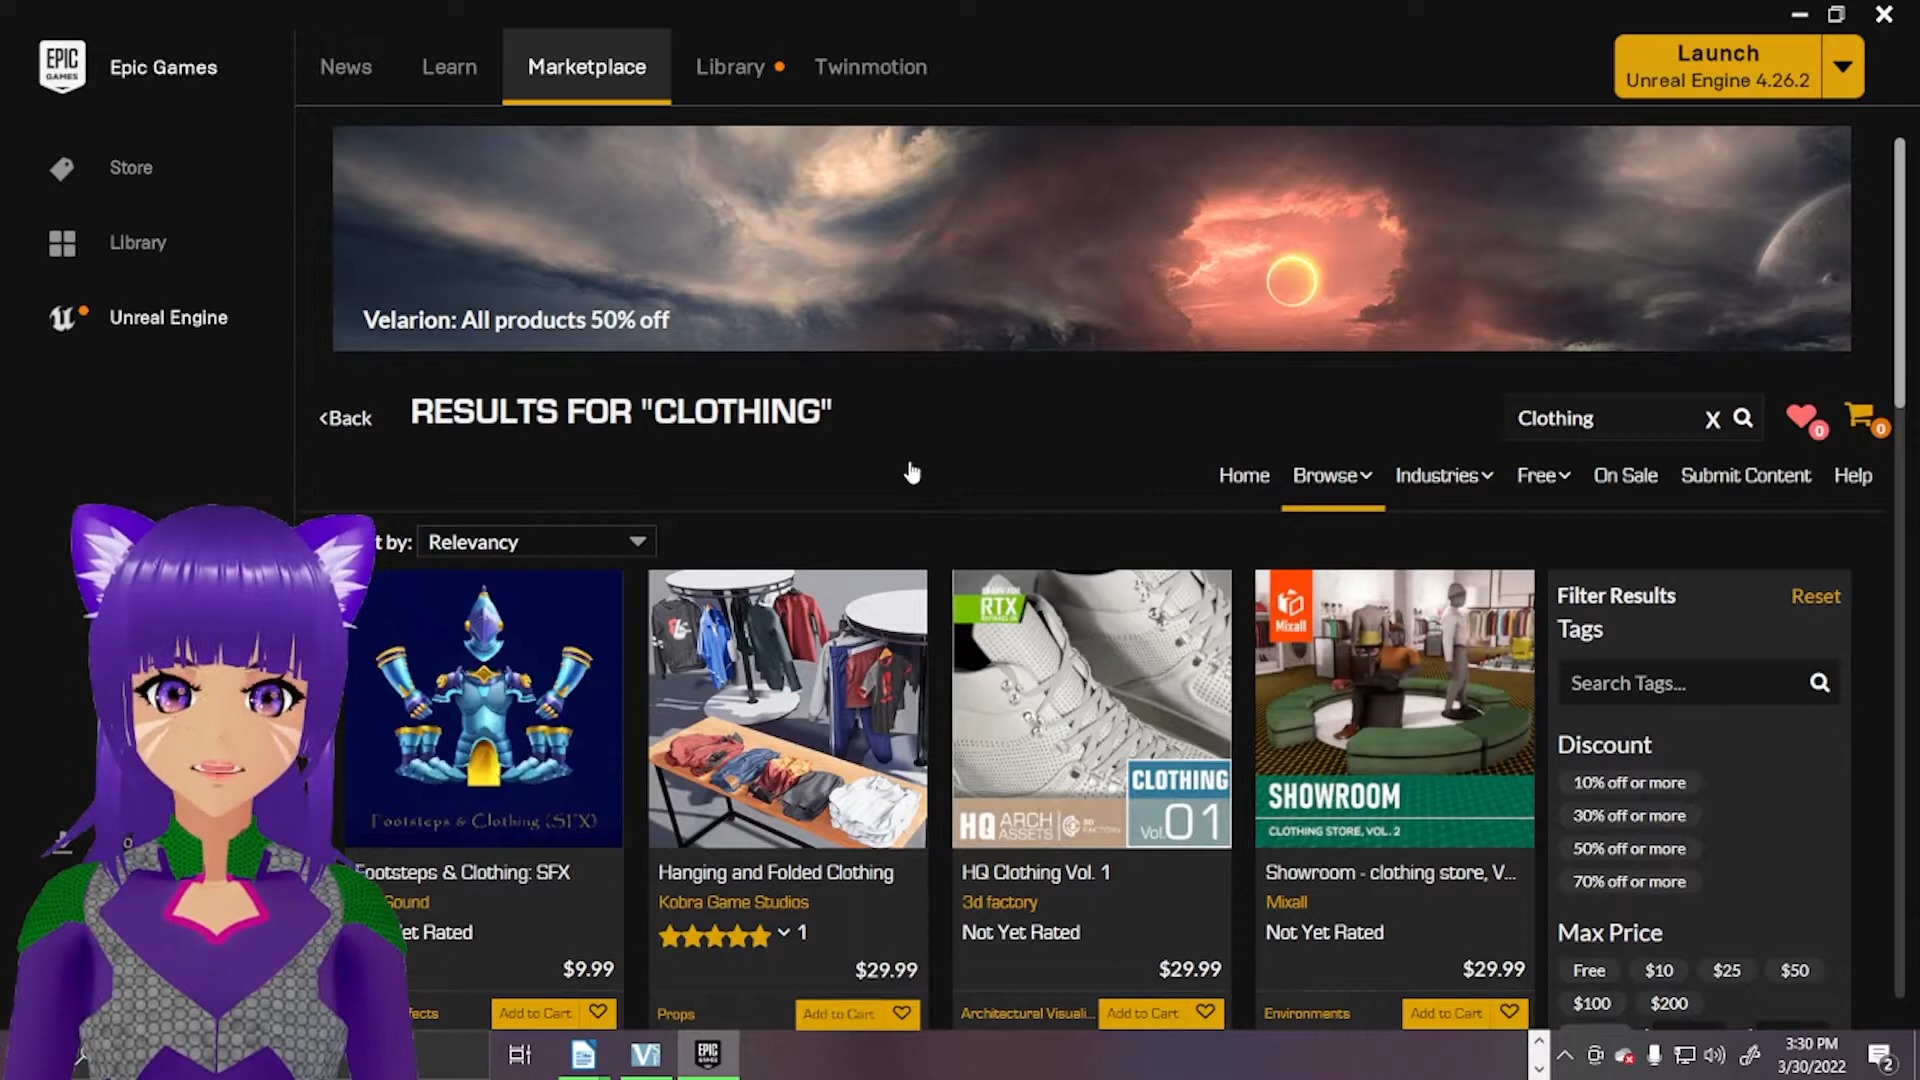 EPIC
GAMES
Epic Games
News
Learn
Marketplace
Library
Twinmotion
Launch
Unreal Engine 4.26.2
Store
Library
Unreal Engine
Velarion: All products 50% off
<Back
RESULTS FOR "CLOTHING"
Clothing
X
0
0
Home
Browse
Industries
Free
On Sale
Submit Content
Help
t by:
Relevancy
Footsteps & Clothing (SFX)
Footsteps & Clothing: SFX
Sound
et Rated
$9.99
fects
Add to Cart
Hanging and Folded Clothing
Kobra Game Studios
1
$29.99
Props
Add to Cart
RTX
CLOTHING
Vol. 01
HQ ARCH
ASSETS
3D
FACTORY
HQ Clothing Vol. 1
3d factory
Not Yet Rated
$29.99
Architectural Visuali...
Add to Cart
Mixall
SHOWROOM
CLOTHING STORE, VOL. 2
Showroom - clothing store, V...
Mixall
Not Yet Rated
$29.99
Environments
Add to Cart
Filter Results
Reset
Tags
Search Tags...
Discount
10% off or more
30% off or more
50% off or more
70% off or more
Max Price
Free
$10
$25
$50
$100
$200
EPIC
GAMES
3:30 PM
3/30/2022
2